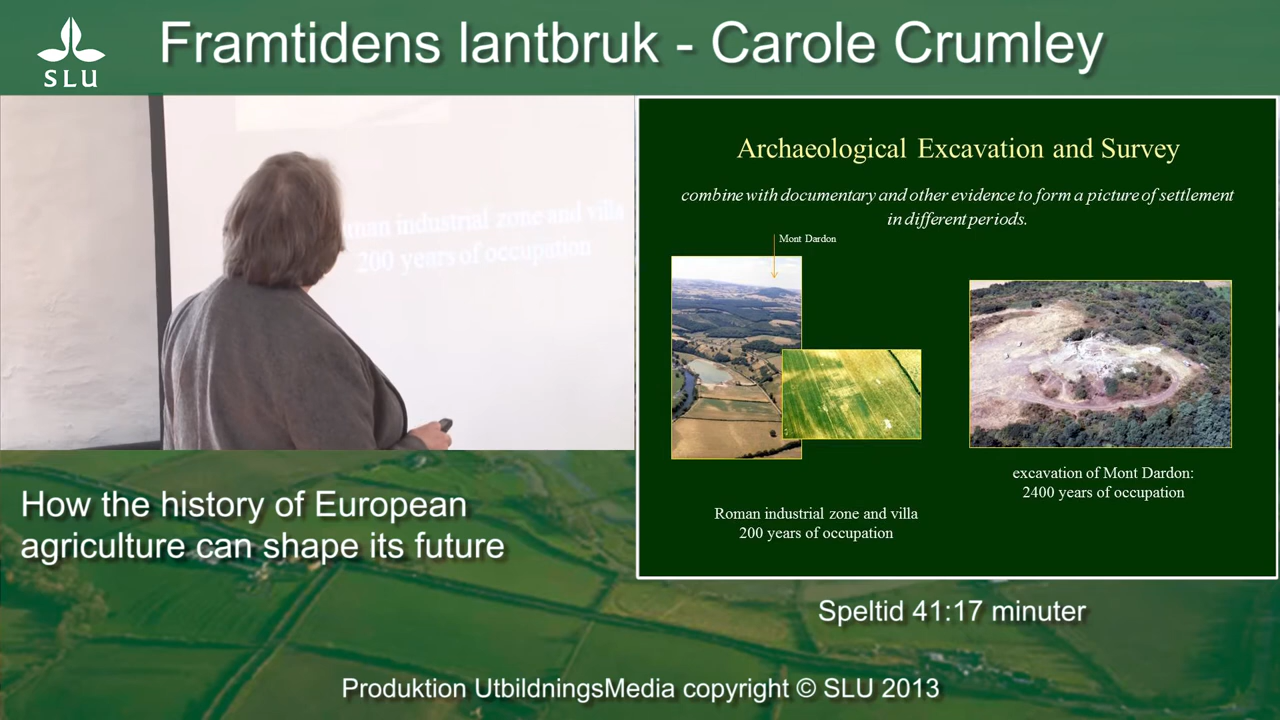 SLU
Framtidens lantbruk - Carole Crumley
Roman industrial zone and villa
200 years of occupation
Archaeological Excavation and Survey
combine with documentary and other evidence to form a picture of settlement
in different periods.
Mont Dardon
excavation of Mont Dardon:
2400 years of occupation
Roman industrial zone and villa
200 years of occupation
How the history of European
agriculture can shape its future
Speltid 41:17 minuter
Produktion UtbildningsMedia copyright © SLU 2013